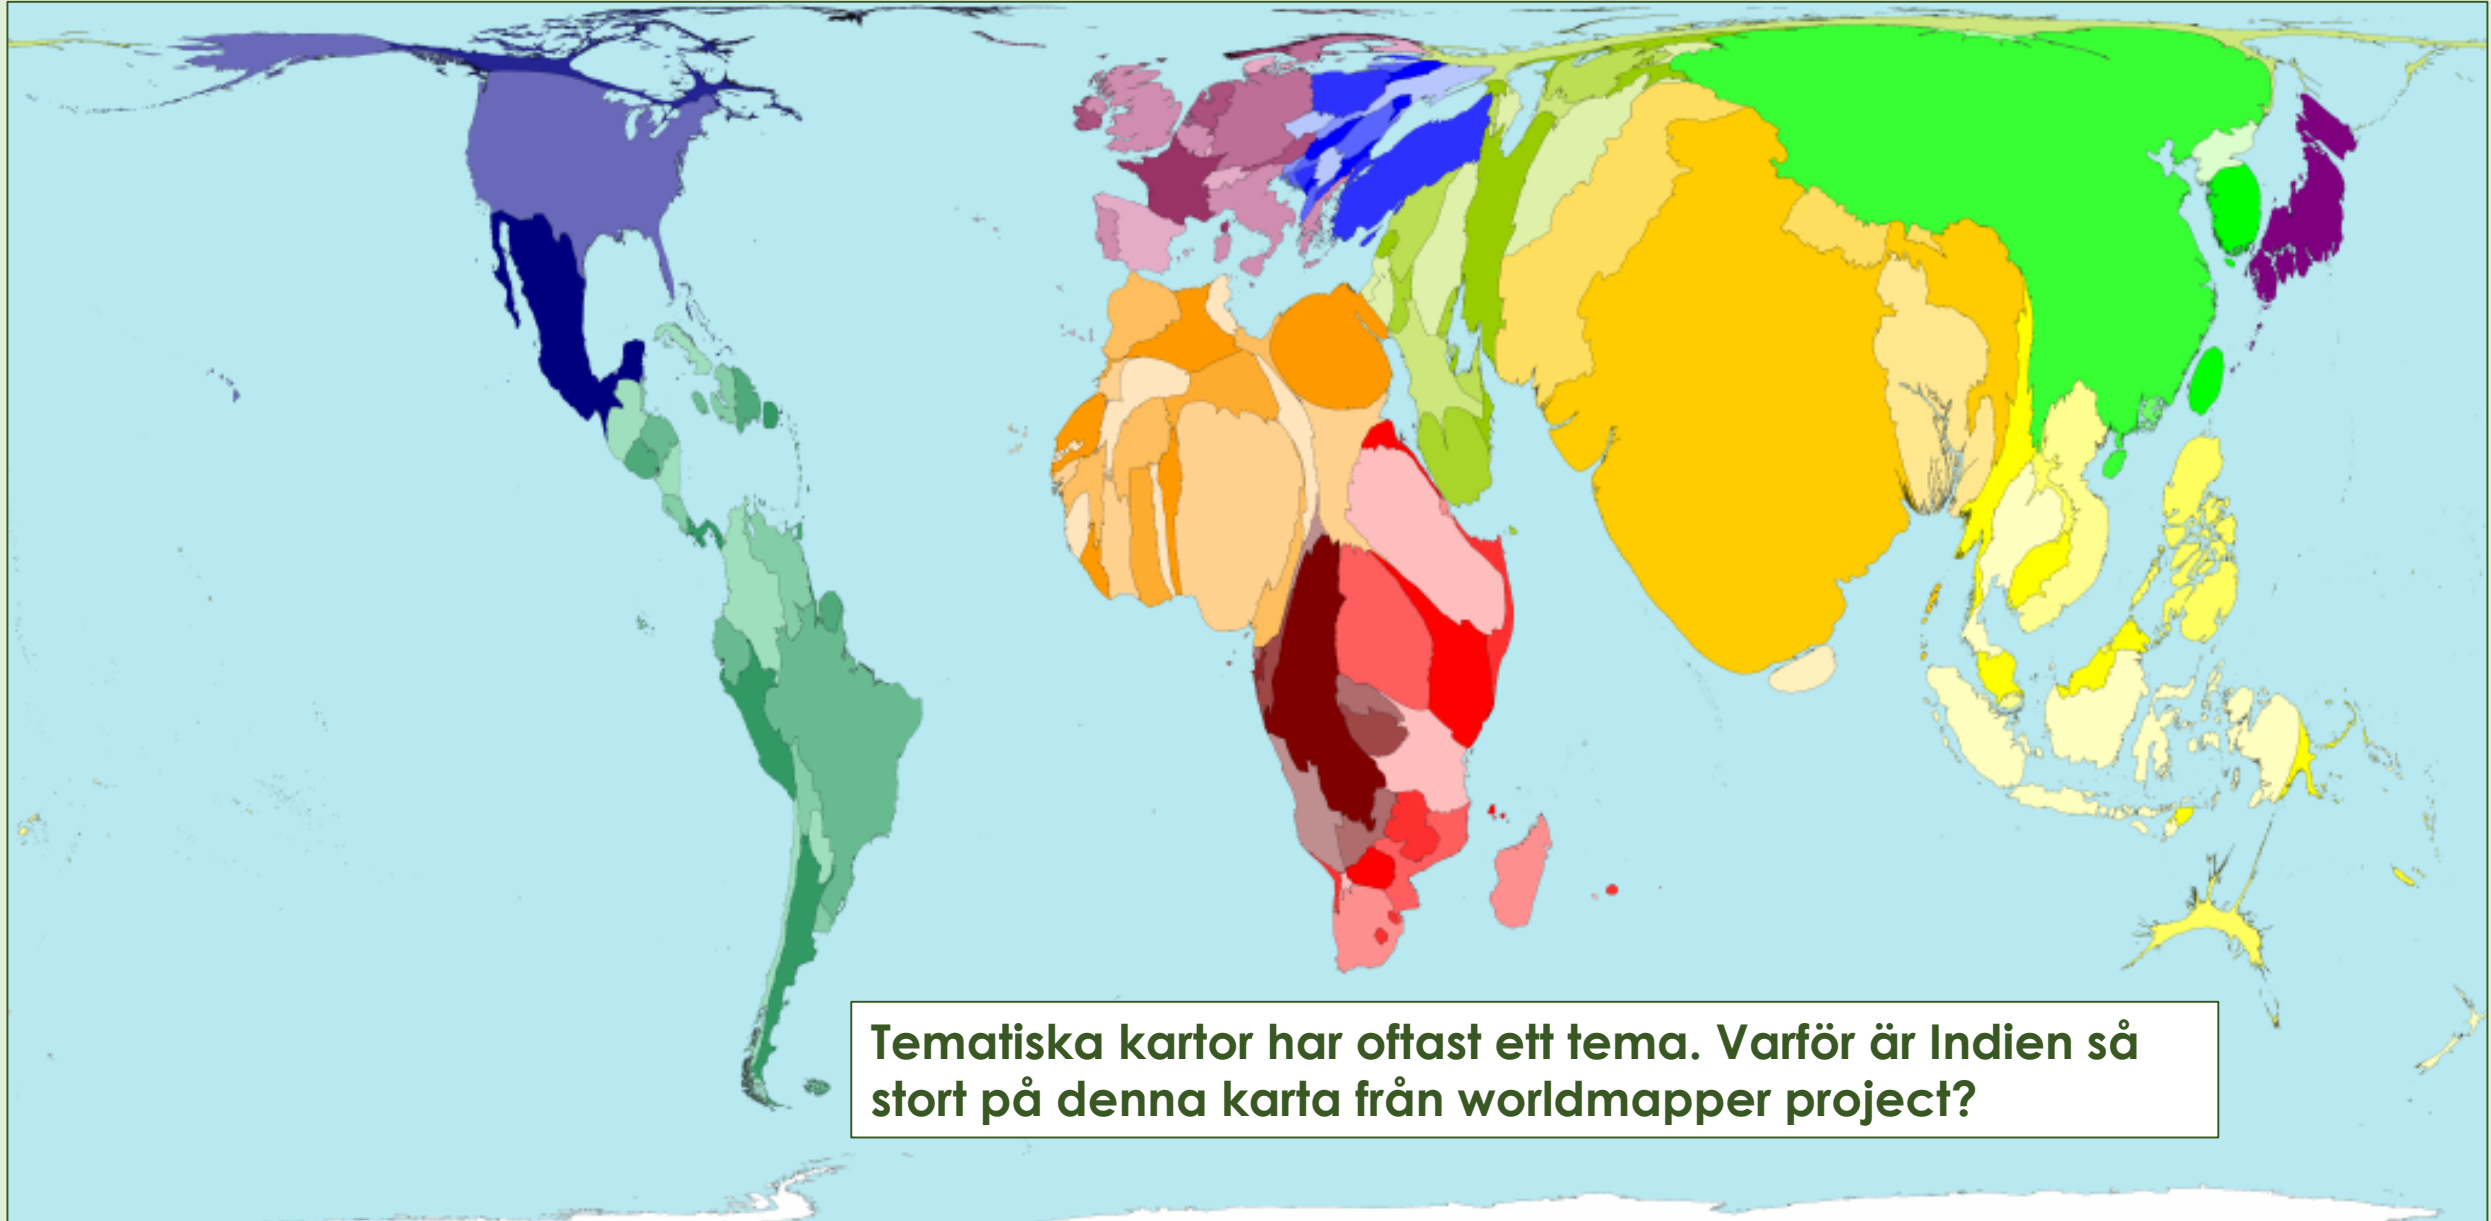 Tematiska kartor har oftast ett tema. Varför är Indien så
stort på denna karta från worldmapper project?